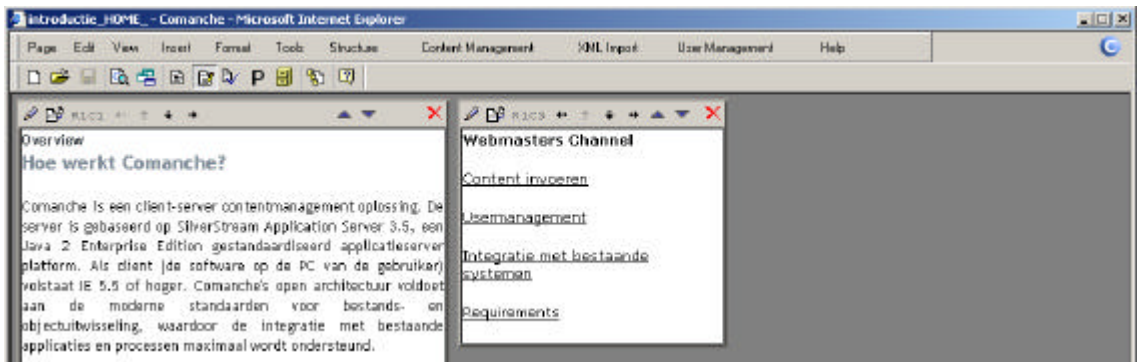 introductie_HOME_ - Comanche - Microsoft Internet Explorer
Page Edit View Insert Format Tools Structure Content Management XML Import User Management Help
P
R1C1
Overview
Hoe werkt Comanche?
Comanche is een client-server contentmanagement oplossing. De
server is gebaseerd op SilverStream Application Server 3.5, een
Java 2 Enterprise Edition gestandaardiseerd applicatieserver
platform. Als client (de software op de PC van de gebruiker)
volstaat IE 5.5 of hoger. Comanche's open architectuur voldoet
aan de moderne standaarden voor bestands- en
objectuitwisseling, waardoor de integratie met bestaande
applicaties en processen maximaal wordt ondersteund.
R1C3
Webmasters Channel
Content invoeren
Usermanagement
Integratie met bestaande
systemen
Requirements